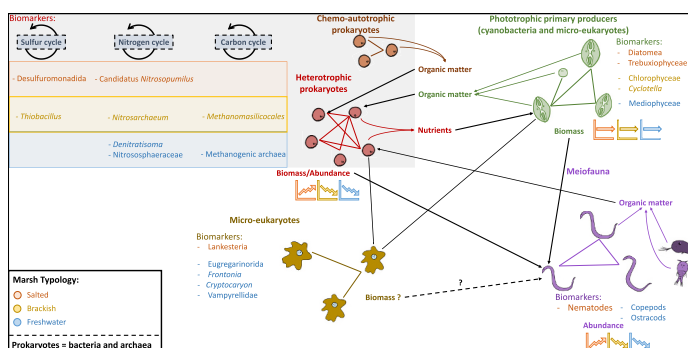 Biomarkers:
Sulfur cycle
Nitrogen cycle
Carbon cycle
- Desulfuromonadida
- Candidatus Nitrosopumilus
- Thiobacillus
- Nitrosarchaeum
- Methanomasilicocales
- Denitratisoma
- Nitrososphaeraceae
- Methanogenic archaea
Chemo-autotrophic
prokaryotes
Heterotrophic
prokaryotes
Organic matter
Organic matter
Nutrients
Biomass/Abundance
Phototrophic primary producers
(cyanobacteria and micro-eukaryotes)
Biomarkers:
- Diatomea
- Trebuxiophyceae
- Chlorophyceae
- Cyclotella
- Mediophyceae
Biomass
Meiofauna
Organic matter
Micro-eukaryotes
Biomarkers:
- Lankesteria
- Eugregarinorida
- Frontonia
- Cryptocaryon
- Vampyrellidae
Biomass ?
?
Biomarkers:
- Nematodes
- Copepods
- Ostracods
Abundance
Marsh Typology:
Salted
Brackish
Freshwater
Prokaryotes = bacteria and archaea